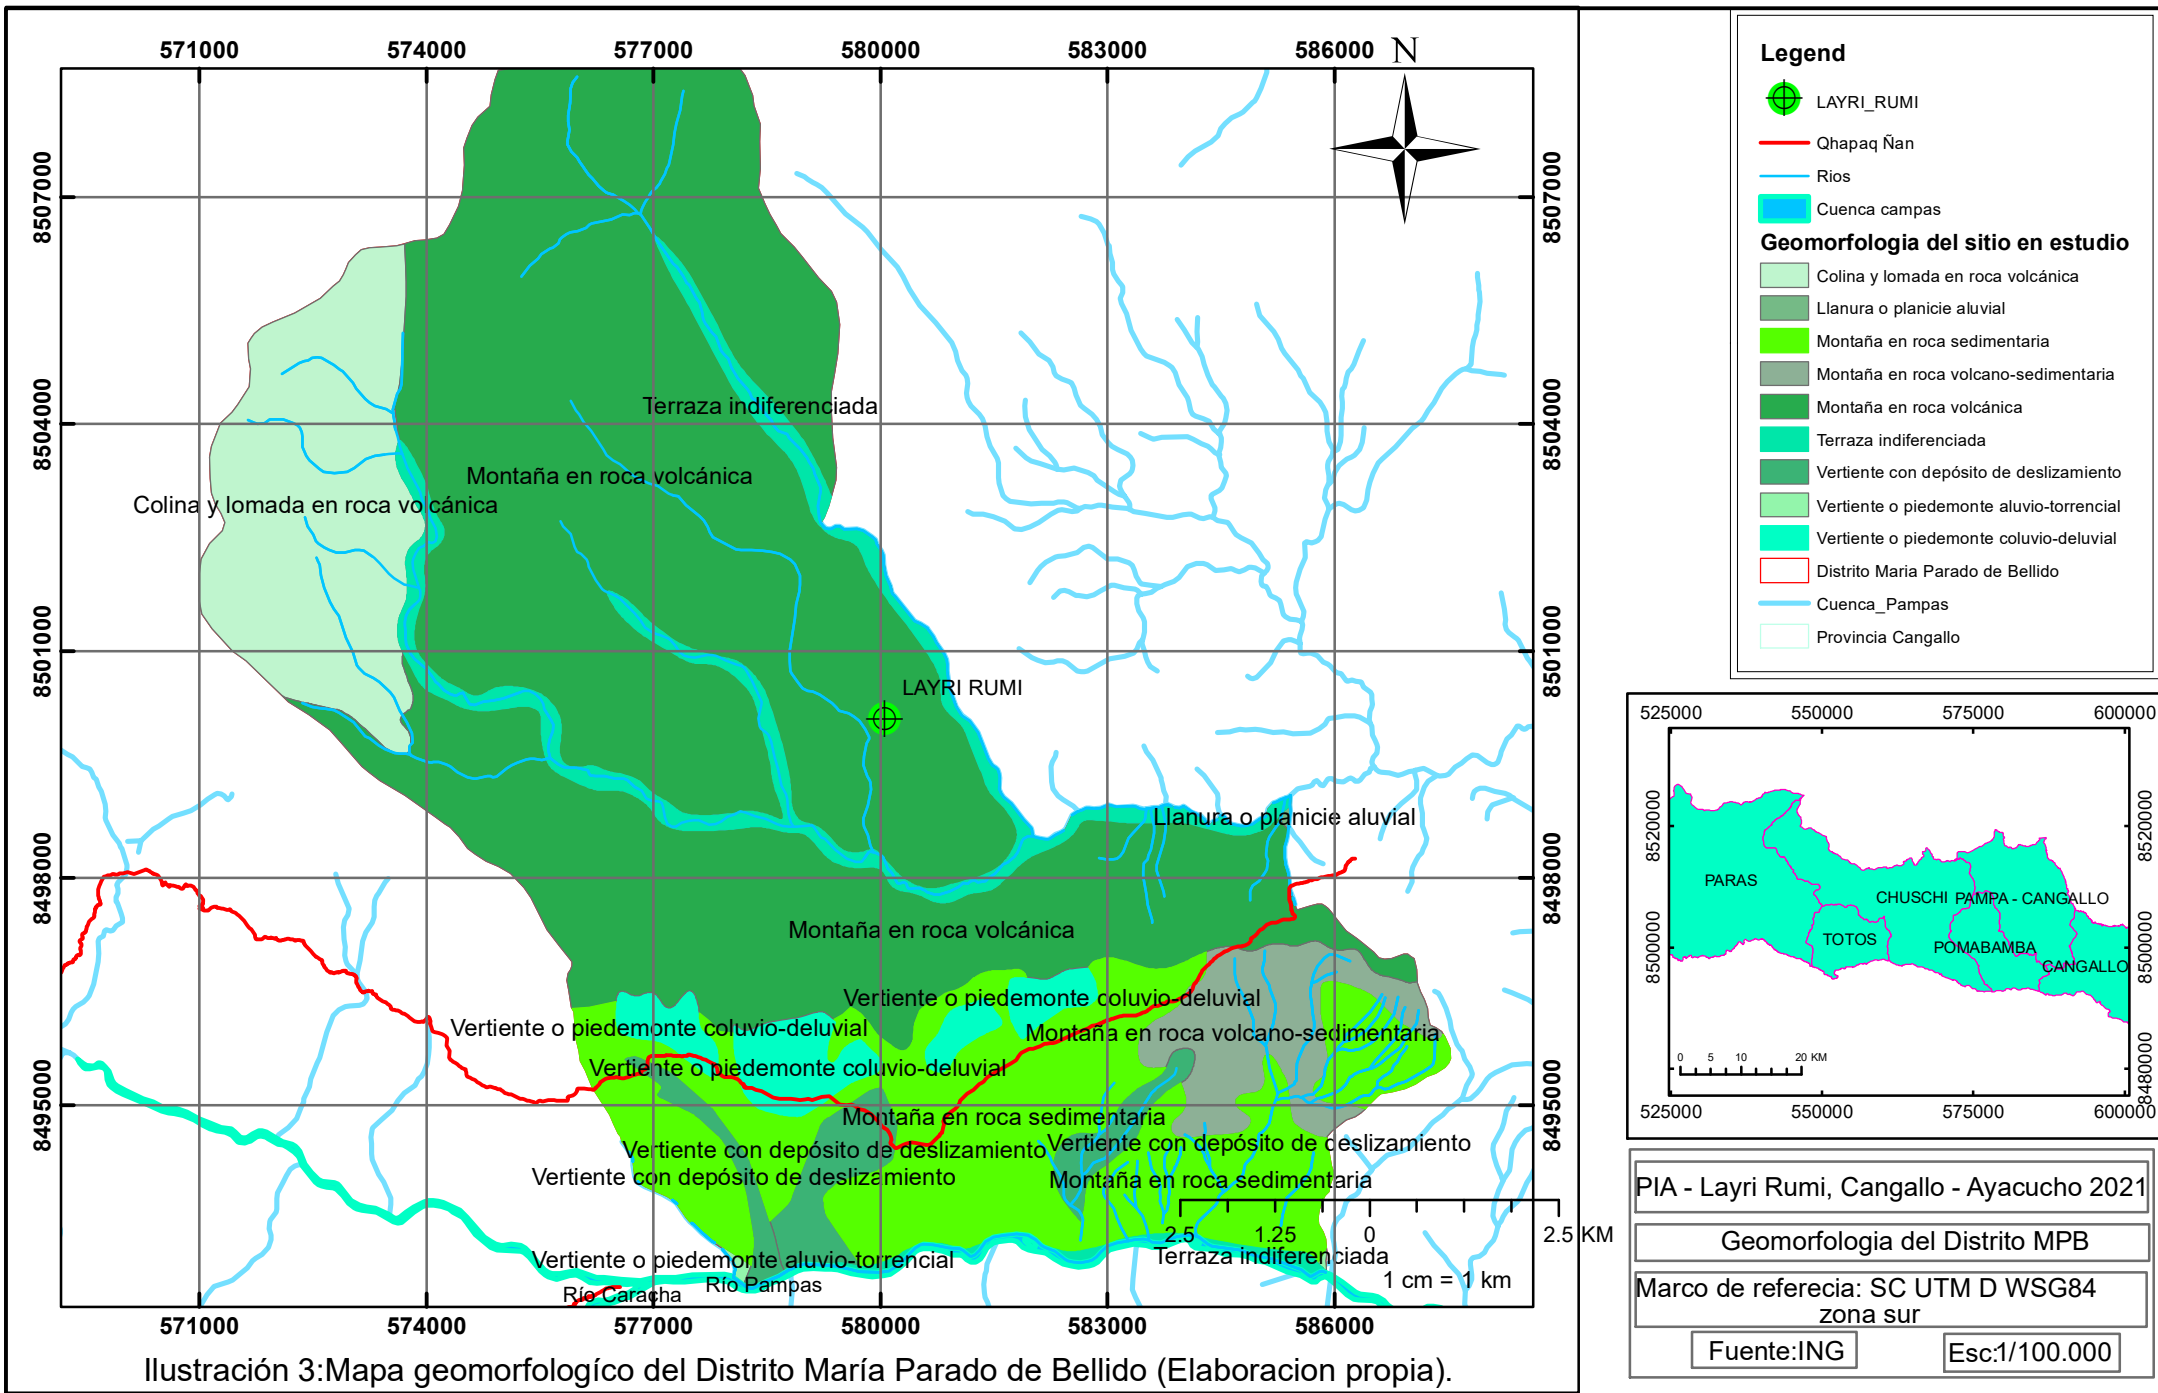 571000 574000 577000 580000 583000 586000
N
8507000
8504000
8501000
8498000
8495000
8507000
8504000
8501000
8498000
8495000
Terraza indiferenciada
Montaña en roca volcánica
Colina y lomada en roca volcánica
LAYRI RUMI
Llanura o planicie aluvial
Montaña en roca volcánica
Vertiente o piedemonte coluvio-deluvial
Vertiente o piedemonte coluvio-deluvial
Montaña en roca volcano-sedimentaria
Vertiente o piedemonte coluvio-deluvial
Montaña en roca sedimentaria
Vertiente con depósito de deslizamiento
Vertiente con depósito de deslizamiento
Vertiente con depósito de deslizamiento
Montaña en roca sedimentaria
2.5 1.25 0 2.5 KM
Terraza indiferenciada
Vertiente o piedemonte aluvio-torrencial
1 cm = 1 km
Río Pampas
Río Caracha
571000 574000 577000 580000 583000 586000
Ilustración 3:Mapa geomorfologíco del Distrito María Parado de Bellido (Elaboracion propia).
Legend
LAYRI_RUMI
Qhapaq Ñan
Rios
Cuenca campas
Geomorfologia del sitio en estudio
Colina y lomada en roca volcánica
Llanura o planicie aluvial
Montaña en roca sedimentaria
Montaña en roca volcano-sedimentaria
Montaña en roca volcánica
Terraza indiferenciada
Vertiente con depósito de deslizamiento
Vertiente o piedemonte aluvio-torrencial
Vertiente o piedemonte coluvio-deluvial
Distrito Maria Parado de Bellido
Cuenca_Pampas
Provincia Cangallo
525000 550000 575000 600000
8520000
8500000
8520000
8500000
8480000
PARAS
CHUSCHI
PAMPA - CANGALLO
TOTOS
POMABAMBA
CANGALLO
0 5 10 20 KM
525000 550000 575000 600000
PIA - Layri Rumi, Cangallo - Ayacucho 2021
Geomorfologia del Distrito MPB
Marco de referecia: SC UTM D WSG84
zona sur
Fuente:ING
Esc:1/100.000